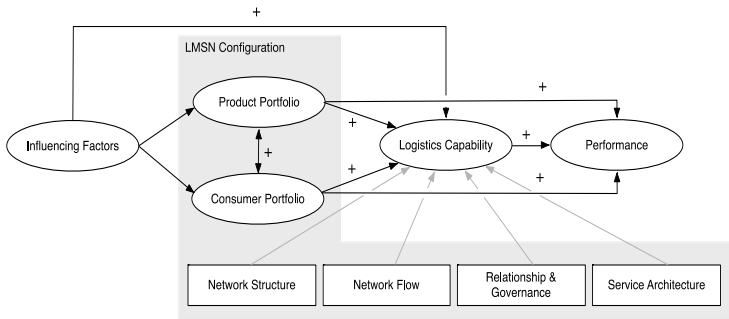 +
LMSN Configuration
Product Portfolio
+
+
Influencing Factors
+
Logistics Capability
+
Performance
+
+
Consumer Portfolio
Network Structure
Network Flow
Relationship &
Governance
Service Architecture